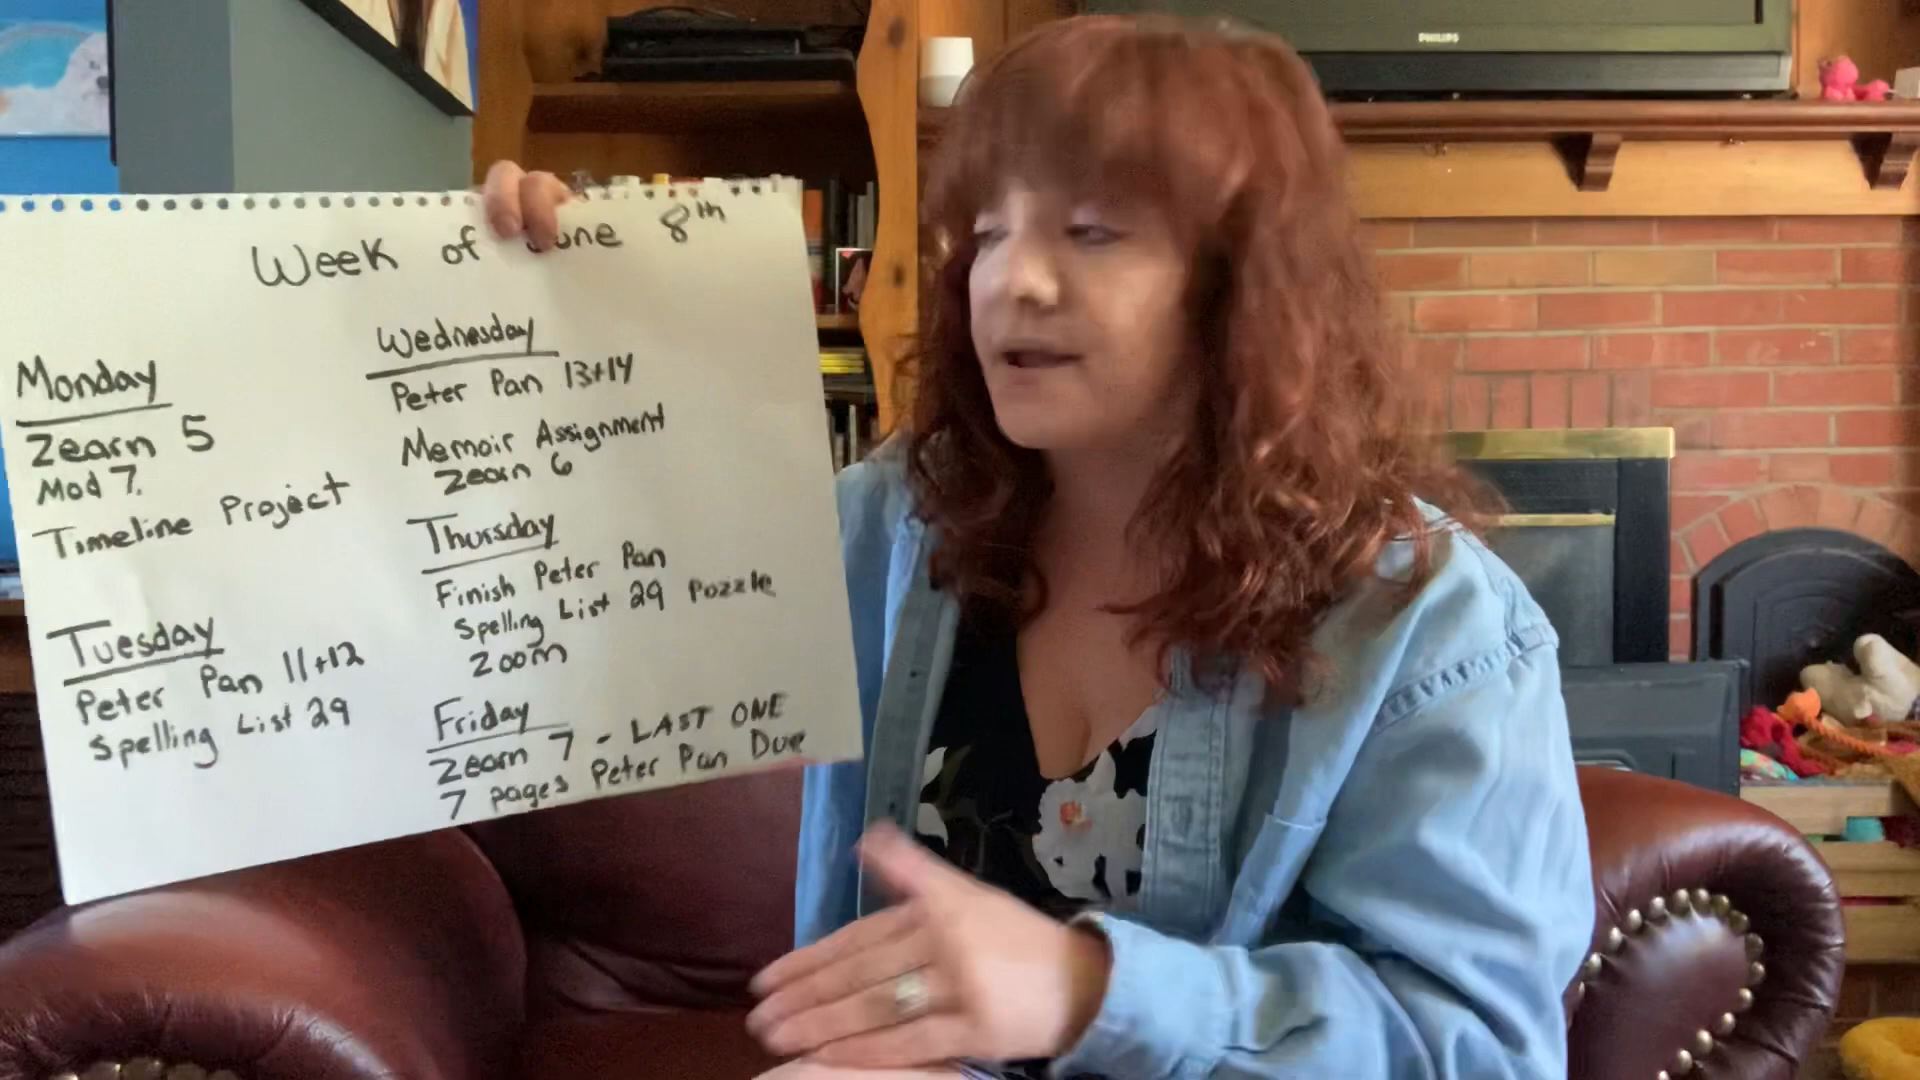 PHILIPS
Week of June 8th
Monday
Zearn 5
Mod 7.
Timeline Project
Tuesday
Peter Pan 11+12
Spelling List 29
Wednesday
Peter Pan 13+14
Memoir Assignment
Zearn 6
Thursday
Finish Peter Pan
Spelling List 29 Pozzle
Zoom
Friday
Zearn 7 - LAST ONE
7 pages Peter Pan Due